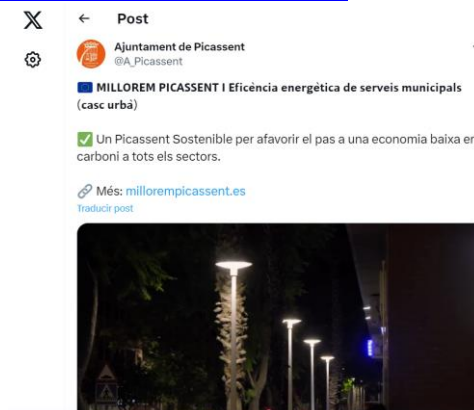 Post
Ajuntament de Picassent
@A_Picassent
MILLOREM PICASSENT I Eficència energètica de serveis municipals
(casc urbà)
Un Picassent Sostenible per afavorir el pas a una economia baixa en
carboni a tots els sectors.
Més: millorempicassent.es
Traducir post